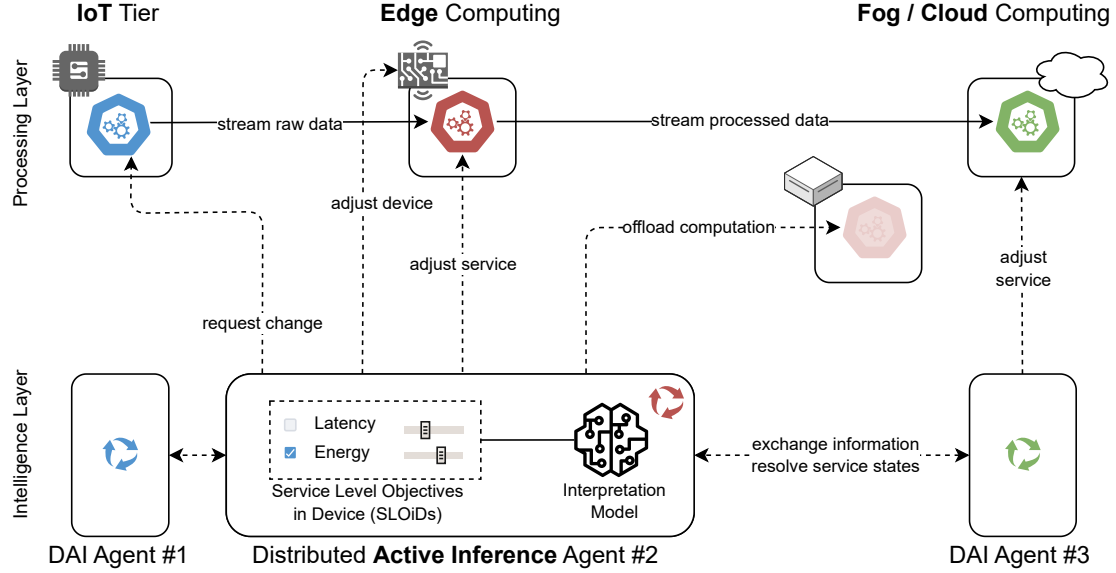 IoT Tier
Edge Computing
Fog / Cloud Computing
Processing Layer
stream raw data
stream processed data
adjust device
offload computation
adjust service
adjust
service
request change
Intelligence Layer
Latency
Energy
Service Level Objectives
in Device (SLOiDs)
Interpretation
Model
exchange information
resolve service states
DAI Agent #1
Distributed Active Inference Agent #2
DAI Agent #3